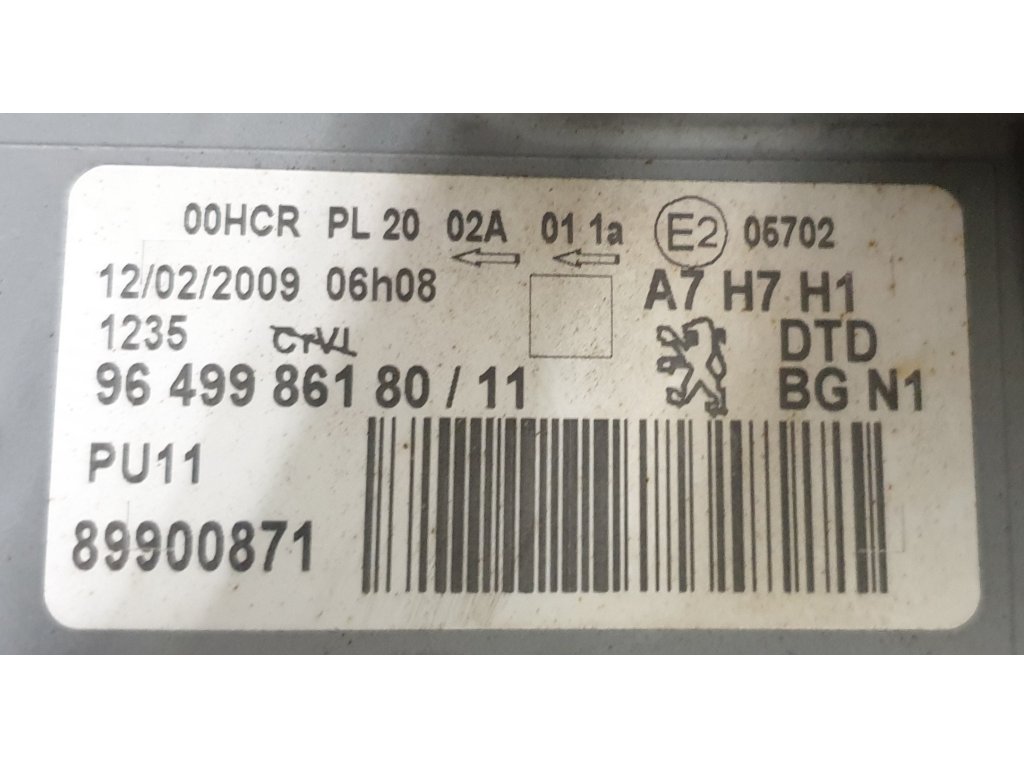 00HCR PL 20 02A 01 1a E2 05702
12/02/2009 06h08
A7 H7 H1
1235
DTD
96 499 861 80 / 11
BG N1
PU11
89900871